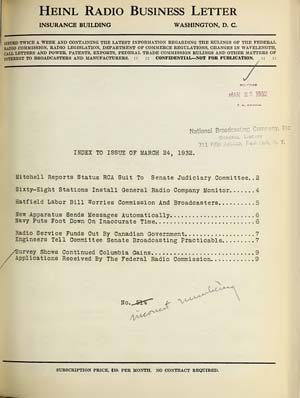 HEINL RADIO BUSINESS LETTER
INSURANCE BUILDING WASHINGTON, D. C.
ISSUED TWICE A WEEK AND CONTAINING THE LATEST INFORMATION REGARDING THE RULINGS OF THE FEDERAL
RADIO COMMISSION, RADIO LEGISLATION, DEPARTMENT OF COMMERCE REGULATIONS, CHANGES IN WAVELENGTH,
CALL LETTERS AND POWER, PATENTS, EXPORTS, FEDERAL TRADE COMMISSION RULINGS AND OTHER MATTERS OF
INTEREST TO BROADCASTERS AND MANUFACTURERS. :: :: CONFIDENTIAL—NOT FOR PUBLICATION. :: ::
MAR 1932
National Broadcasting Company, Inc
General Library
711 Fifth Avenue, New York, N. Y.
INDEX TO ISSUE OF MARCH 24, 1932.
Mitchell Reports Status RCA Suit To Senate Judiciary Committee..2
Sixty-Eight Stations Install General Radio Company Monitor.......4
Hatfield Labor Bill Worries Commission And Broadcasters..........5
New Apparatus Sends Messages Automatically.......................6
Navy Puts Foot Down On Inaccurate Time...........................6
Radio Service Funds Cut By Canadian Government...................7
Engineers Tell Committee Senate Broadcasting Practicable.........7
Survey Shows Continued Columbia Gains............................9
Applications Received By The Federal Radio Commission............9
No. 514
incorrect numbering
SUBSCRIPTION PRICE, $10. PER MONTH. NO CONTRACT REQUIRED.